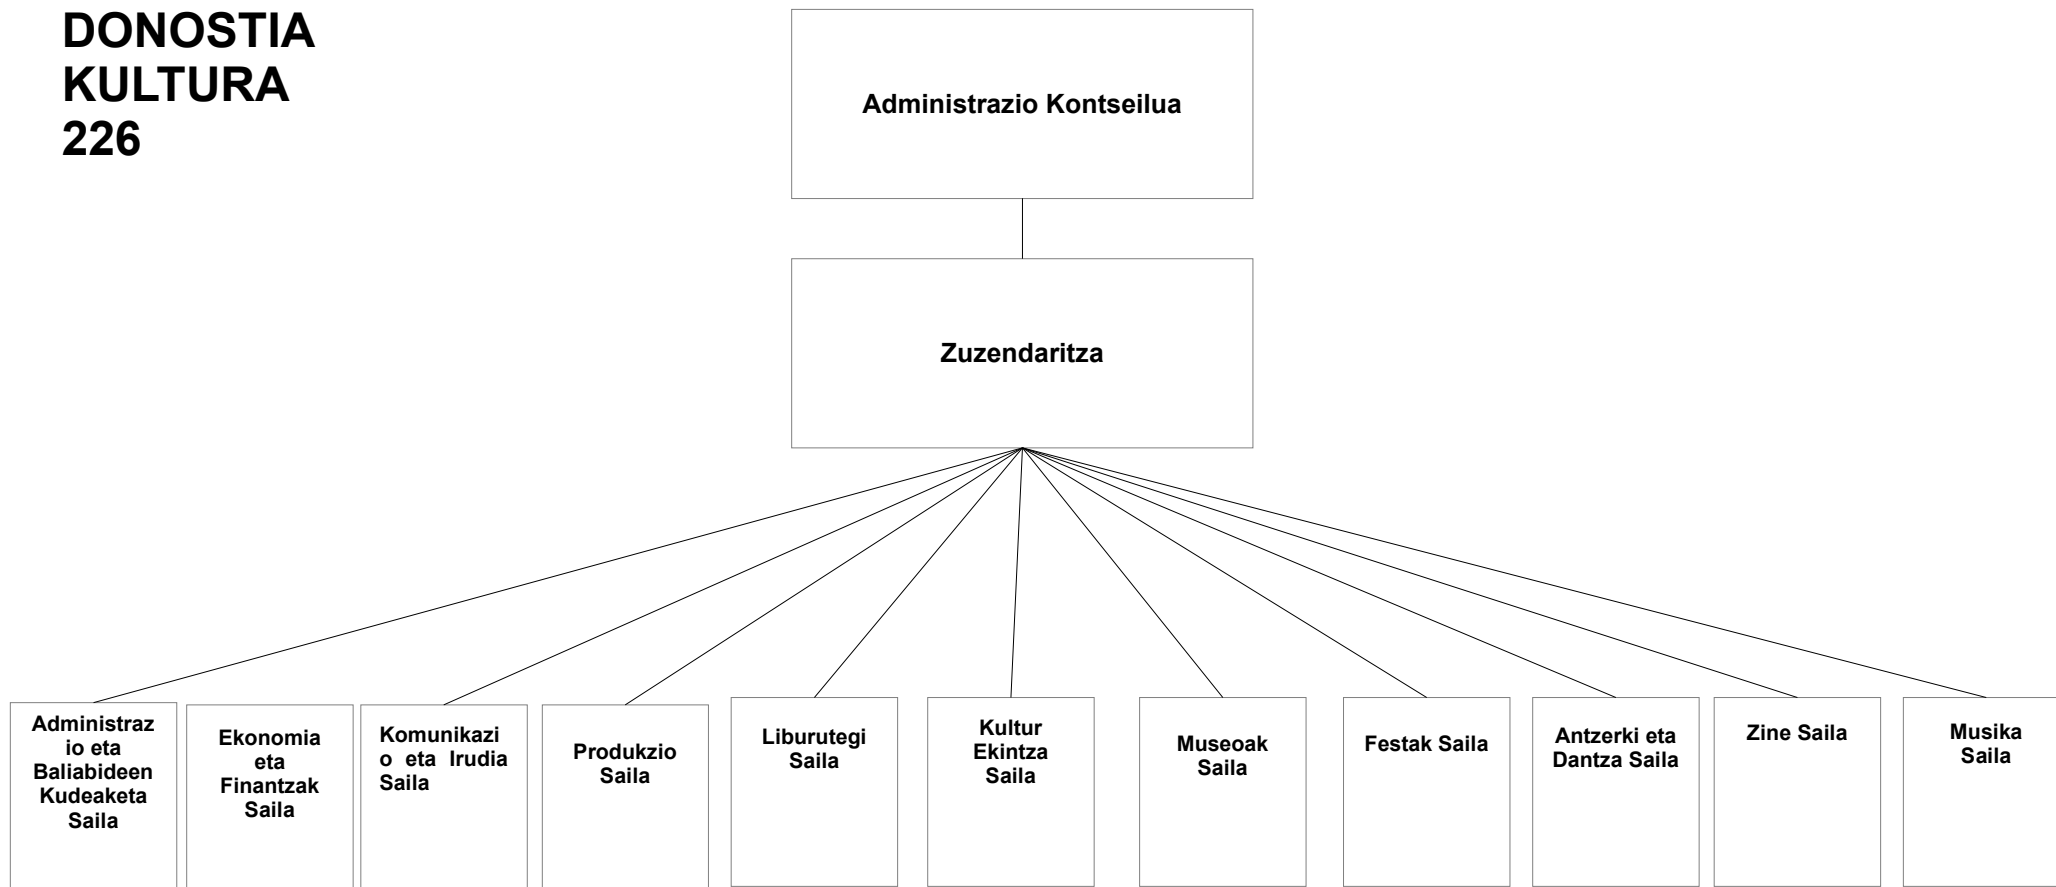 DONOSTIA
KULTURA
226
Administrazio Kontseilua
Zuzendaritza
Administraz
io eta
Baliabideen
Kudeaketa
Saila
Ekonomia
eta
Finantzak
Saila
Komunikazi
o eta Irudia
Saila
Produkzio
Saila
Liburutegi
Saila
Kultur
Ekintza
Saila
Museoak
Saila
Festak Saila
Antzerki eta
Dantza Saila
Zine Saila
Musika
Saila